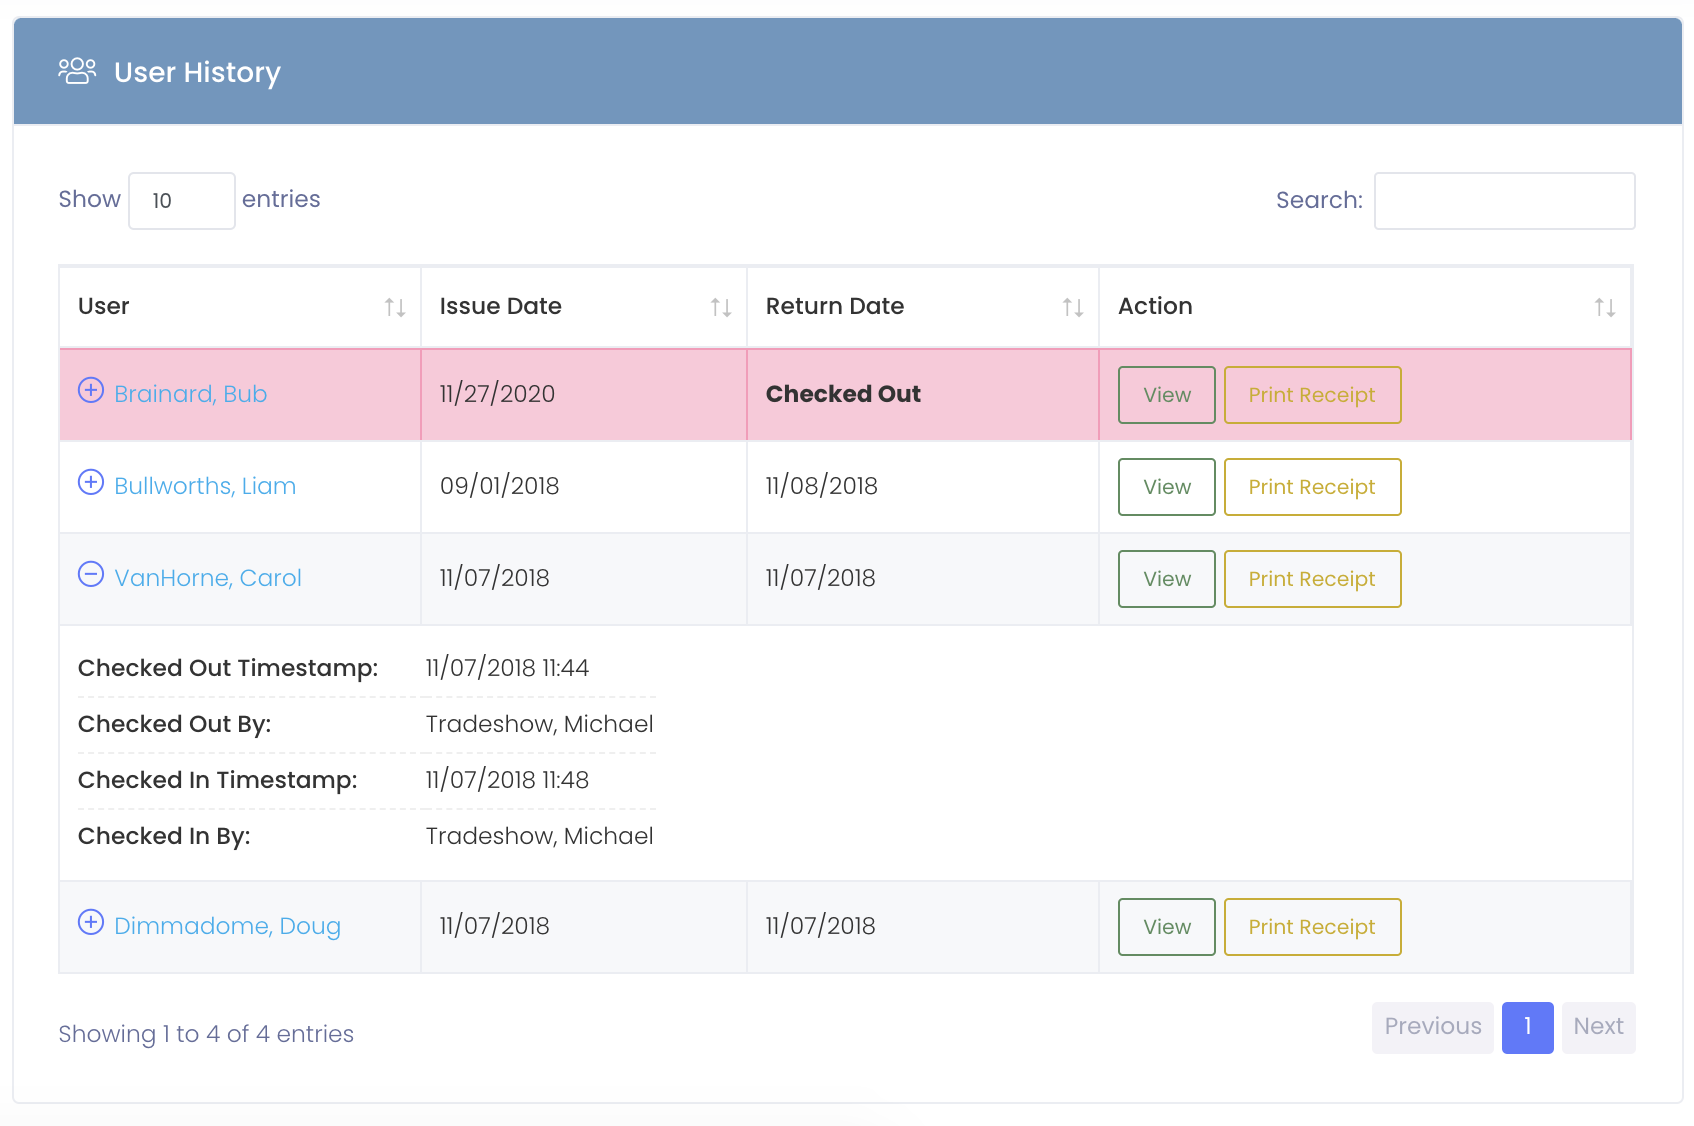 User History
Show 10 entries Search:
User Issue Date Return Date Action
Brainard, Bub 11/27/2020 Checked Out View Print Receipt
Bullworths, Liam 09/01/2018 11/08/2018 View Print Receipt
VanHorne, Carol 11/07/2018 11/07/2018 View Print Receipt
Checked Out Timestamp: 11/07/2018 11:44
Checked Out By: Tradeshow, Michael
Checked In Timestamp: 11/07/2018 11:48
Checked In By: Tradeshow, Michael
Dimmadome, Doug 11/07/2018 11/07/2018 View Print Receipt
Showing 1 to 4 of 4 entries Previous 1 Next